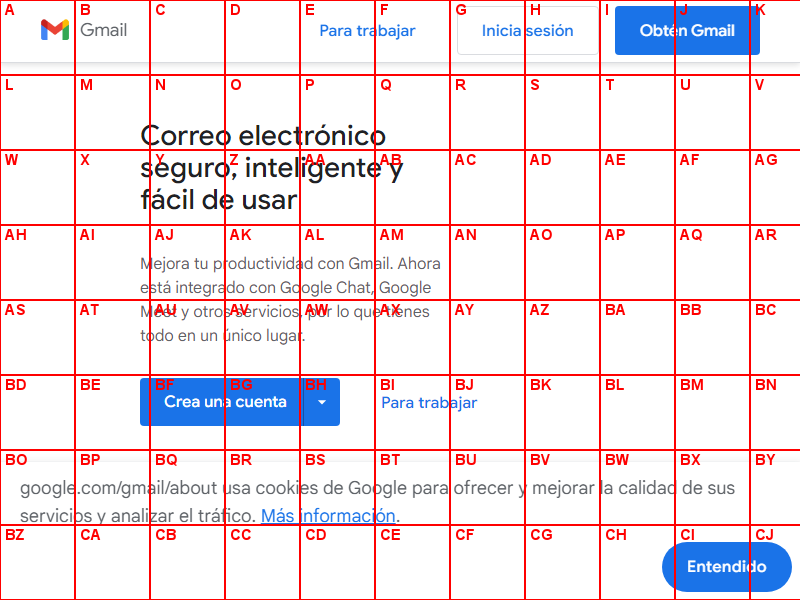 Gmail
Para trabajar
Inicia sesión
Obtén Gmail
Correo electrónico
seguro, inteligente y
fácil de usar
Mejora tu productividad con Gmail. Ahora
está integrado con Google Chat, Google
Meet y otros servicios, por lo que tienes
todo en un único lugar.
Crea una cuenta
Para trabajar
google.com/gmail/about usa cookies de Google para ofrecer y mejorar la calidad de sus
servicios y analizar el tráfico. Más información.
Entendido
A B C D E F G H I J K
L M N O P Q R S T U V
W X Y Z AA AB AC AD AE AF AG
AH AI AJ AK AL AM AN AO AP AQ AR
AS AT AU AV AW AX AY AZ BA BB BC
BD BE BF BG BH BI BJ BK BL BM BN
BO BP BQ BR BS BT BU BV BW BX BY
BZ CA CB CC CD CE CF CG CH CI CJ